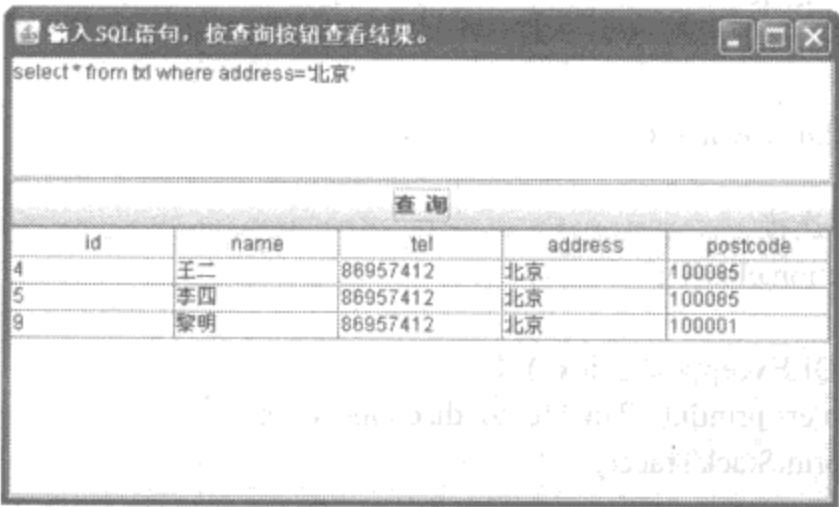 输入SQL语句，按查询按钮查看结果。
select * from txl where address='北京'
查 询
id name tel address postcode
4 王二 86957412 北京 100085
5 李四 86957412 北京 100085
9 黎明 86957412 北京 100001